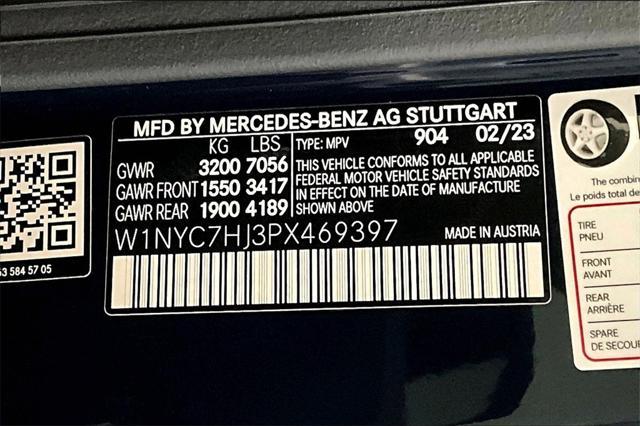 MFD BY MERCEDES-BENZ AG STUTTGART
KG LBS TYPE: MPV 904 02/23
GVWR 3200 7056
GAWR FRONT 1550 3417
GAWR REAR 1900 4189
THIS VEHICLE CONFORMS TO ALL APPLICABLE
FEDERAL MOTOR VEHICLE SAFETY STANDARDS
IN EFFECT ON THE DATE OF MANUFACTURE
SHOWN ABOVE
W1NYC7HJ3PX469397 MADE IN AUSTRIA
53 584 57 05
The combin
Le poids total de
TIRE
PNEU
FRONT
AVANT
REAR
ARRIÈRE
SPARE
DE SECOU